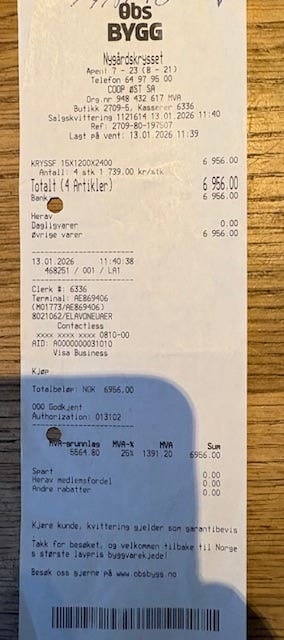 Obs
BYGG
Nygårdskrysset
Åpent 7 - 23 (8 - 21)
Telefon 64 97 95 00
COOP ØST SA
Org.nr 948 432 617 MVA
Butikk 2709-6, Kasserer 6336
Salgskvittering 1121614 13.01.2026 11:40
Ref: 2709-80-197507
Lagt på vent: 13.01.2026 11:39
KRYSSF 15X1200X2400 6 956.00
Antall: 4 stk 1 739.00 kr/stk
Totalt (4 Artikler) 6 956.00
Bank 6 956.00
Herav
Dagligvarer 0.00
Øvrige varer 6 956.00
13.01.2026 11:40:38
468251 / 001 / LA1
Clerk #: 6336
Terminal: AE869406
(M01773/AE869406)
8021062/ELAVONEUAER
Contactless
xxxx xxxx xxxx 0810-00
AID: A0000000031010
Visa Business
Kjøp
Totalbeløp: NOK 6956,00
000 Godkjent
Authorization: 013102
MVA-grunnlag MVA-% MVA Sum
5564.80 25% 1391.20 6956.00
Spart 0.00
Herav medlemsfordel 0.00
Andre rabatter 0.00
Kjære kunde, kvittering gjelder som garantibevis
Takk for besøket, og velkommen tilbake til Norge
s største lavpris byggvarekjede!
Besøk oss gjerne på www.obsbygg.no